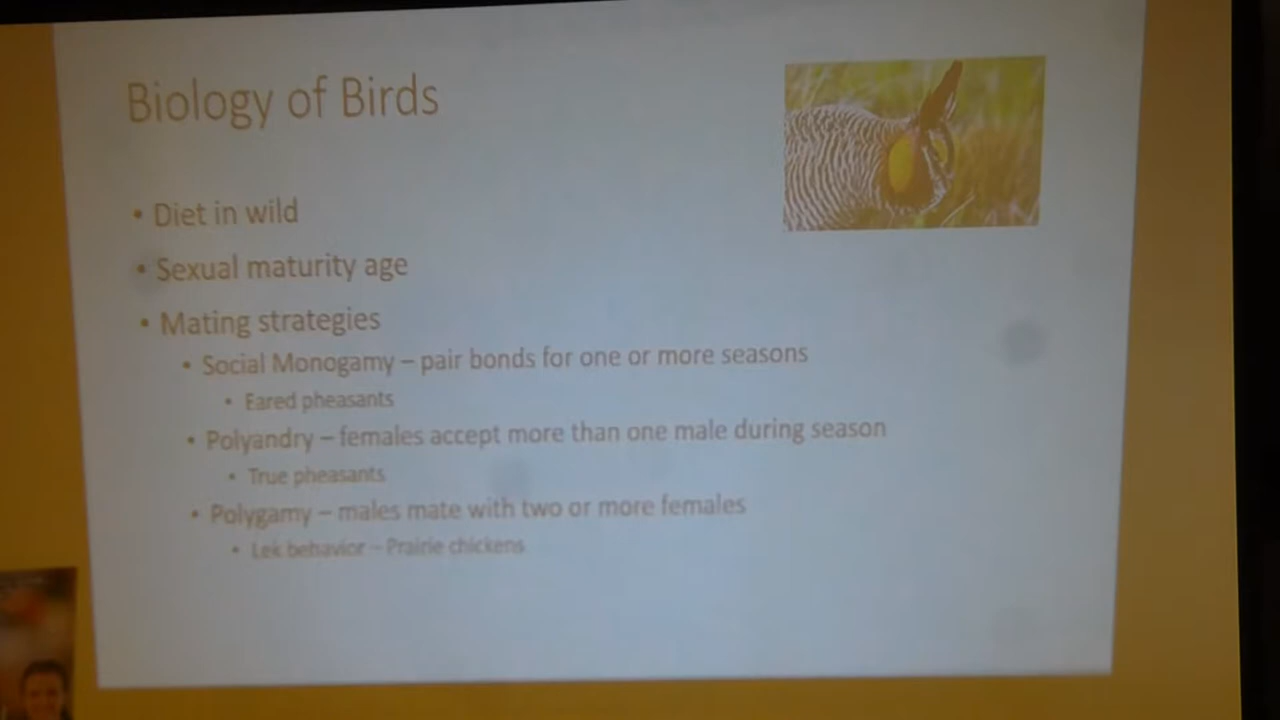 Biology of Birds
• Diet in wild
• Sexual maturity age
• Mating strategies
• Social Monogamy – pair bonds for one or more seasons
• Eared pheasants
• Polyandry – females accept more than one male during season
• True pheasants
• Polygamy – males mate with two or more females
• Lek behavior – Prairie chickens